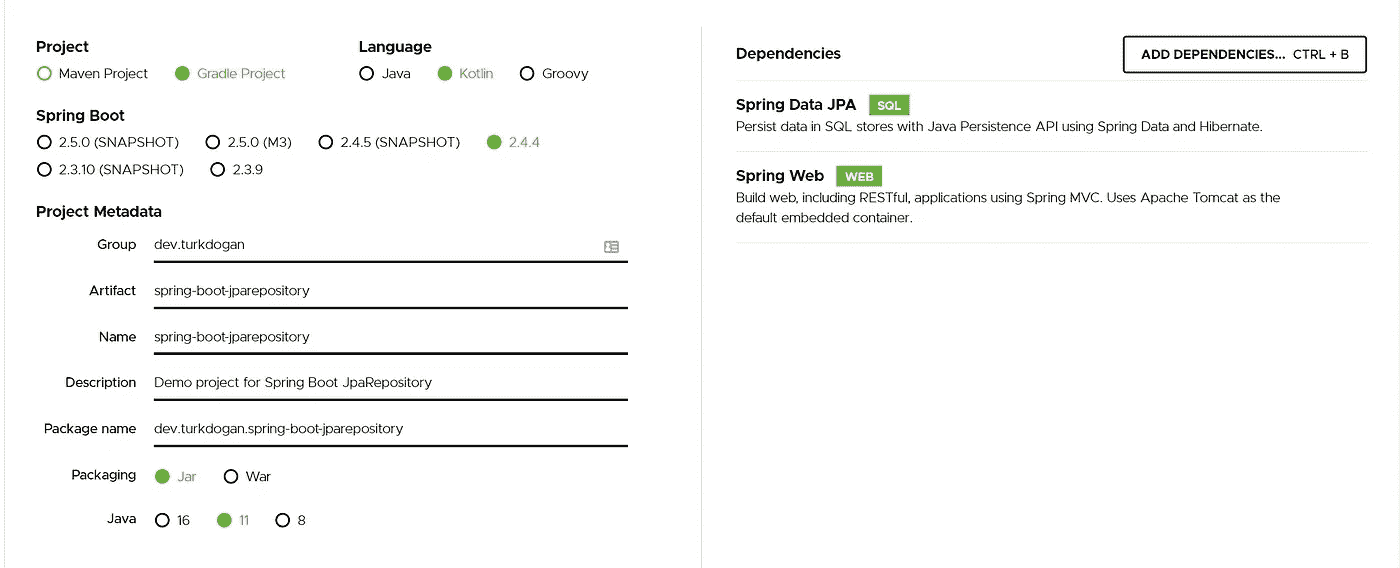 Project
Maven Project Gradle Project
Language
Java Kotlin Groovy
Spring Boot
2.5.0 (SNAPSHOT) 2.5.0 (M3) 2.4.5 (SNAPSHOT) 2.4.4
2.3.10 (SNAPSHOT) 2.3.9
Project Metadata
Group dev.turkdogan
Artifact spring-boot-jparepository
Name spring-boot-jparepository
Description Demo project for Spring Boot JpaRepository
Package name dev.turkdogan.spring-boot-jparepository
Packaging Jar War
Java 16 11 8
Dependencies ADD DEPENDENCIES... CTRL + B
Spring Data JPA SQL
Persist data in SQL stores with Java Persistence API using Spring Data and Hibernate.
Spring Web WEB
Build web, including RESTful, applications using Spring MVC. Uses Apache Tomcat as the
default embedded container.